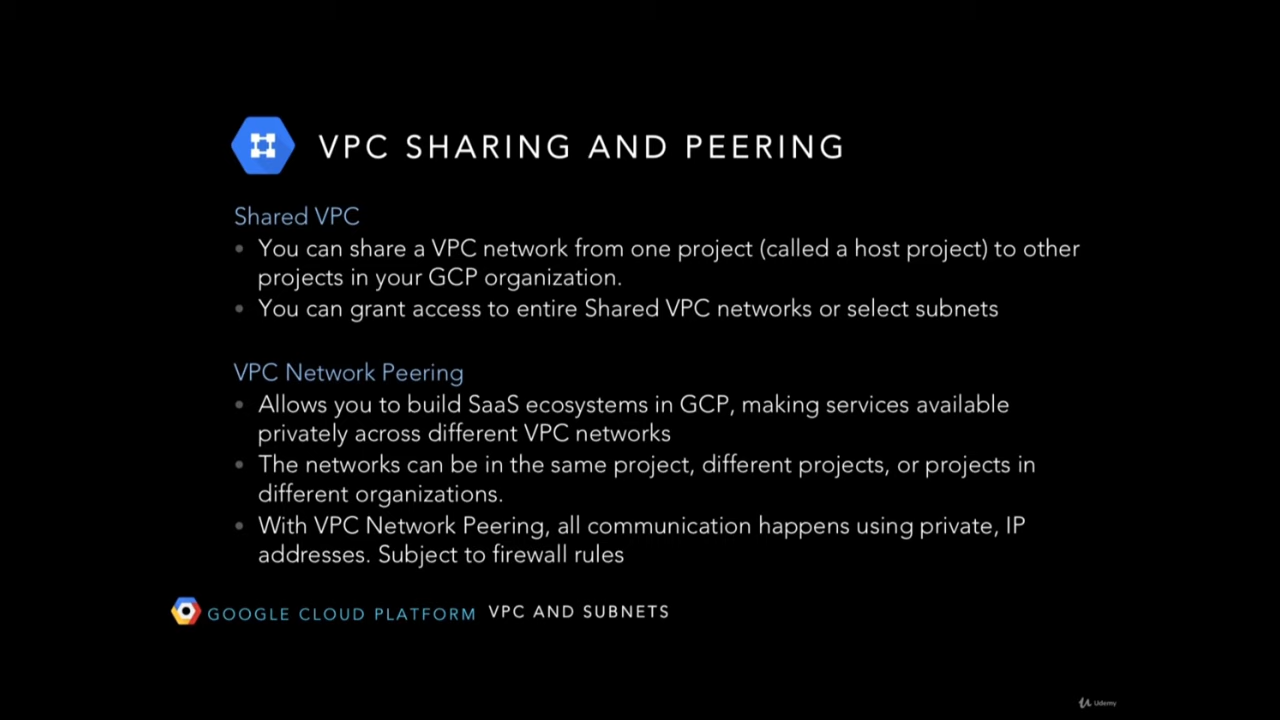 VPC SHARING AND PEERING
Shared VPC
• You can share a VPC network from one project (called a host project) to other
projects in your GCP organization.
• You can grant access to entire Shared VPC networks or select subnets
VPC Network Peering
• Allows you to build SaaS ecosystems in GCP, making services available
privately across different VPC networks
• The networks can be in the same project, different projects, or projects in
different organizations.
• With VPC Network Peering, all communication happens using private, IP
addresses. Subject to firewall rules
GOOGLE CLOUD PLATFORM VPC AND SUBNETS
Udemy